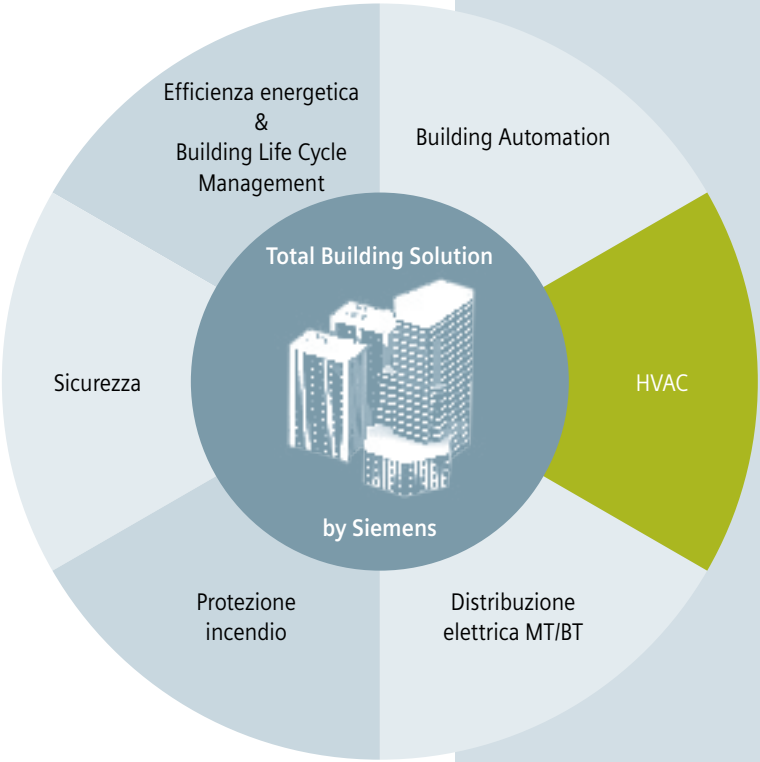 Efficienza energetica
&
Building Life Cycle
Management
Building Automation
Total Building Solution
Sicurezza
HVAC
by Siemens
Protezione
incendio
Distribuzione
elettrica MT/BT